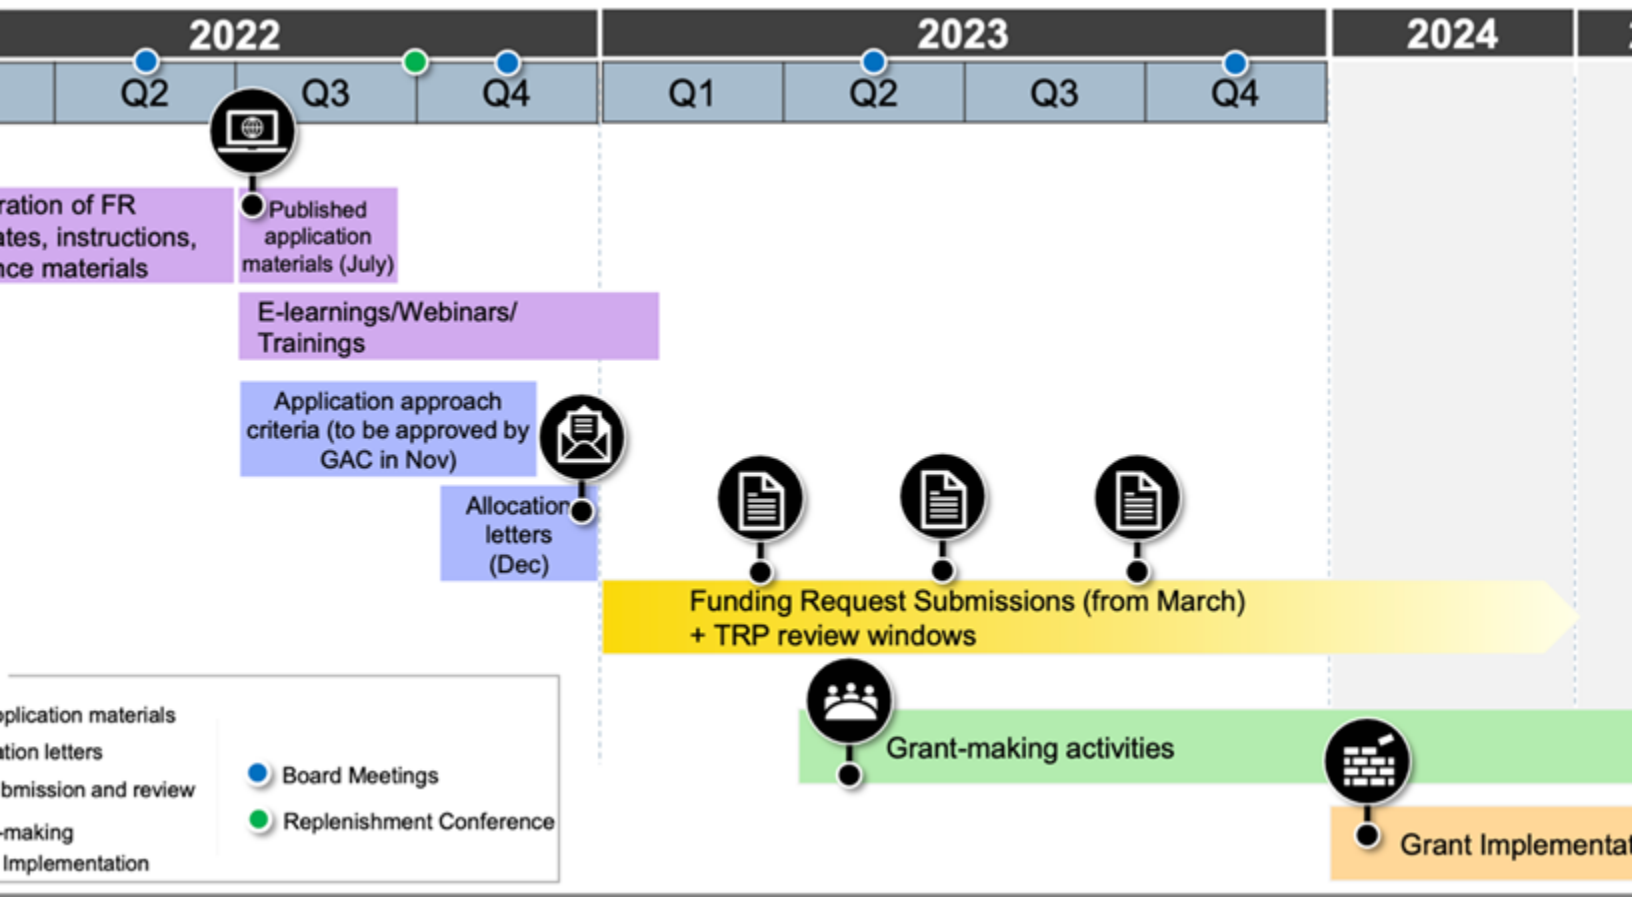 2022
2023
2024
Q2
Q3
Q4
Q1
Q2
Q3
Q4
ration of FR
ates, instructions,
nce materials
Published
application
materials (July)
E-learnings/Webinars/
Trainings
Application approach
criteria (to be approved by
GAC in Nov)
Allocation
letters
(Dec)
Funding Request Submissions (from March)
+ TRP review windows
Grant-making activities
Grant Implementat
pplication materials
ation letters
bmission and review
-making
Implementation
Board Meetings
Replenishment Conference